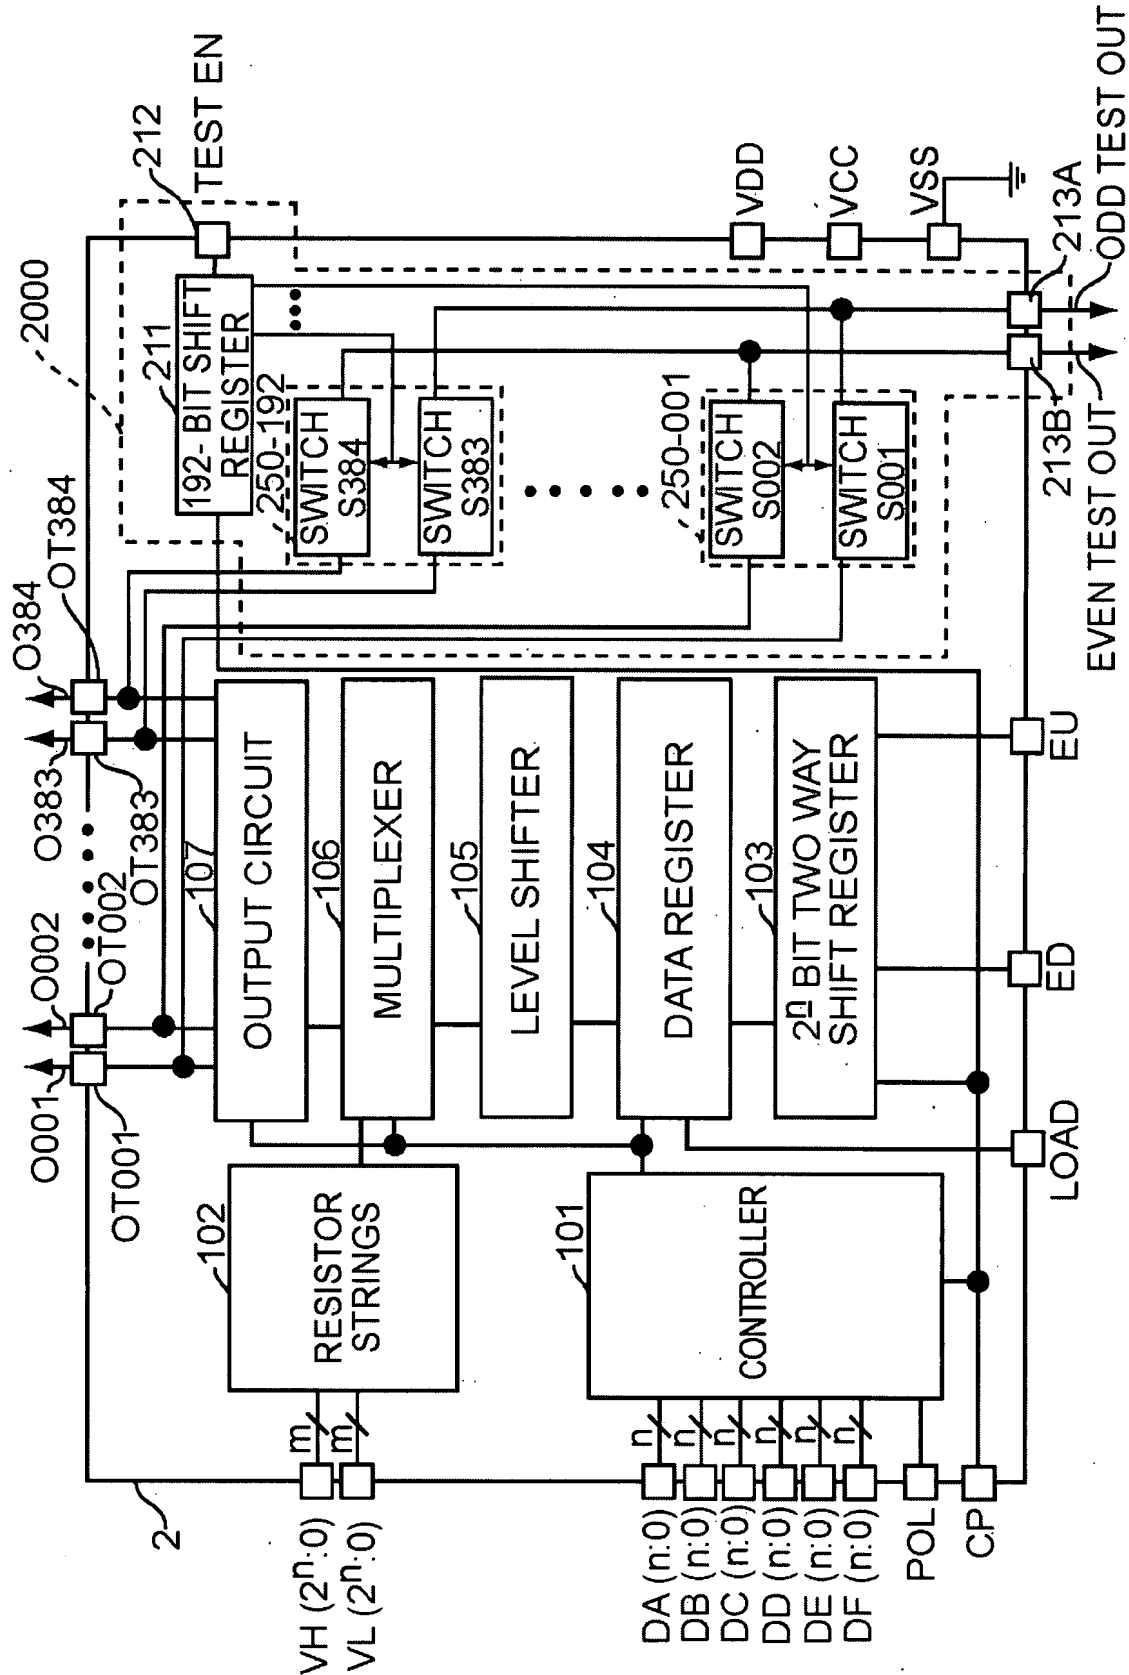 2000
212
TEST EN
211
192- BIT SHIFT
REGISTER
250-192
SWITCH
S384
SWITCH
S383
250-001
SWITCH
S002
SWITCH
S001
VDD
VCC
VSS
213A
ODD TEST OUT
213B
EVEN TEST OUT
O001
O002
O383
O384
OT001
OT002
OT383
OT384
107
OUTPUT CIRCUIT
106
MULTIPLEXER
105
LEVEL SHIFTER
104
DATA REGISTER
103
2n BIT TWO WAY
SHIFT REGISTER
102
RESISTOR
STRINGS
101
CONTROLLER
2
m
m
VH (2n:0)
VL (2n:0)
n
n
n
n
n
n
DA (n:0)
DB (n:0)
DC (n:0)
DD (n:0)
DE (n:0)
DF (n:0)
POL
CP
LOAD
ED
EU